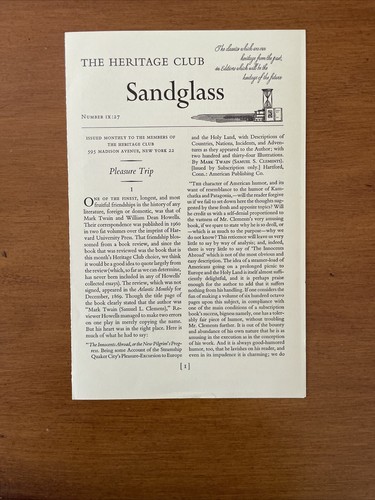 THE HERITAGE CLUB
The classics which are our
heritage from the past,
in Editions which will be the
heritage of the future
Sandglass
NUMBER IX:27
ISSUED MONTHLY TO THE MEMBERS OF
THE HERITAGE CLUB
595 MADISON AVENUE, NEW YORK 22
Pleasure Trip
I
ONE OF THE FINEST, longest, and most
fruitful friendships in the history of any
literature, foreign or domestic, was that of
Mark Twain and William Dean Howells.
Their correspondence was published in 1960
in two fat volumes over the imprint of Har-
vard University Press. That friendship blos-
somed from a book review, and since the
book that was reviewed was the book that is
this month's Heritage Club choice, we think
it would be a good idea to quote largely from
the review (which, so far as we can determine,
has never been included in any of Howells'
collected essays). The review, which was not
signed, appeared in the Atlantic Monthly for
December, 1869. Though the title page of
the book clearly stated that the author was
"Mark Twain (Samuel L. Clemens)," Re-
viewer Howells managed to make two errors
on one play in merely copying the name.
But his heart was in the right place. Here is
much of what he had to say:
"The Innocents Abroad, or the New Pilgrim's Prog-
ress. Being some Account of the Steamship
Quaker City's Pleasure-Excursion to Europe
and the Holy Land, with Descriptions of
Countries, Nations, Incidents, and Adven-
tures as they appeared to the Author; with
two hundred and thirty-four Illustrations.
By MARK TWAIN (SAMUEL S. CLEMENTS).
[Issued by Subscription only.] Hartford,
Conn.: American Publishing Co.
"The character of American humor, and its
want of resemblance to the humor of Kam-
tchatka and Patagonia,—will the reader forgive
us if we fail to set down here the thoughts sug-
gested by these fresh and apposite topics? Will
he credit us with a self-denial proportioned to
the vastness of Mr. Clements's very amusing
book, if we spare to state why he is so droll, or
—which is as much to the purpose—why we
do not know? This reticence will leave us very
little to say by way of analysis; and, indeed,
there is very little to say of 'The Innocents
Abroad' which is not of the most obvious and
easy description. The idea of a steamer-load of
Americans going on a prolonged picnic to
Europe and the Holy Land is itself almost suffi-
ciently delightful, and it is perhaps praise
enough for the author to add that it suffers
nothing from his handling. If one considers the
fun of making a volume of six hundred octavo
pages upon this subject, in compliance with
one of the main conditions of a subscription
book's success, bigness namely, one has a toler-
ably fair piece of humor, without troubling
Mr. Clements further. It is out of the bounty
and abundance of his own nature that he is as
amusing in the execution as in the conception
of his work. And it is always good-humored
humor, too, that he lavishes on his reader, and
even in its impudence it is charming; we do
[1]